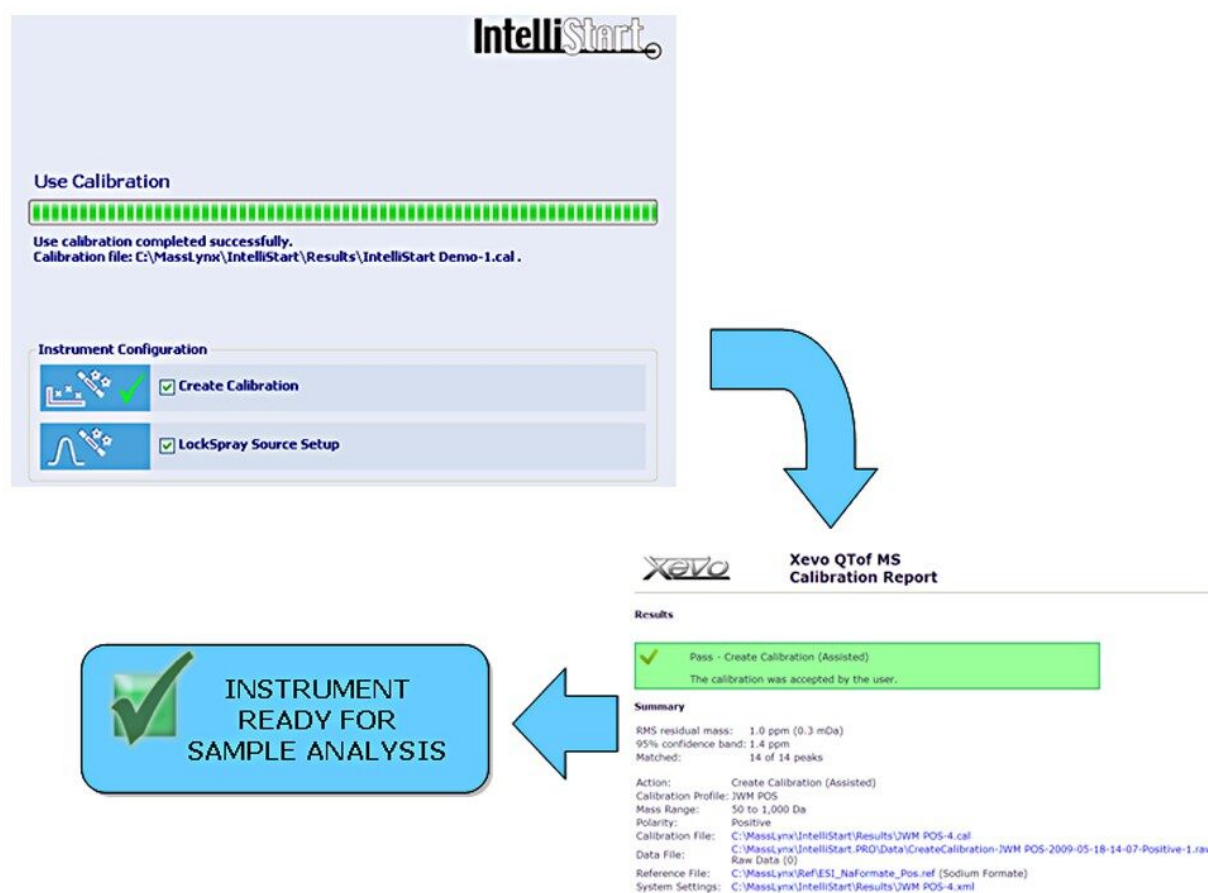 IntelliStart
Use Calibration
Use calibration completed successfully.
Calibration file: C:\MassLynx\IntelliStart\Results\IntelliStart Demo-1.cal .
Instrument Configuration
Create Calibration
LockSpray Source Setup
Xevo
Xevo QTof MS
Calibration Report
Results
Pass - Create Calibration (Assisted)
The calibration was accepted by the user.
Summary
RMS residual mass: 1.0 ppm (0.3 mDa)
95% confidence band: 1.4 ppm
Matched: 14 of 14 peaks
Action: Create Calibration (Assisted)
Calibration Profile: JWM POS
Mass Range: 50 to 1,000 Da
Polarity: Positive
Calibration File: C:\MassLynx\IntelliStart\Results\JWM POS-4.cal
Data File: C:\MassLynx\IntelliStart.PRO\Data\CreateCalibration-JWM POS-2009-05-18-14-07-Positive-1.raw
Raw Data (0)
Reference File: C:\MassLynx\Ref\ESI_NaFormate_Pos.ref (Sodium Formate)
System Settings: C:\MassLynx\IntelliStart\Results\JWM POS-4.xml
INSTRUMENT
READY FOR
SAMPLE ANALYSIS